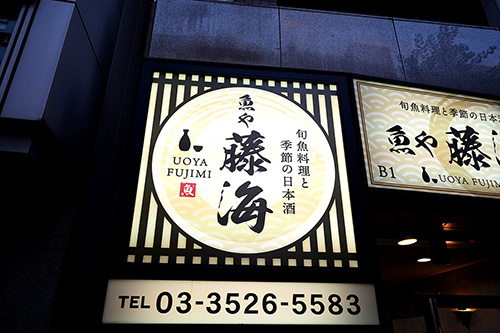 魚や
藤海
旬魚料理と
季節の日本酒
UOYA
FUJIMI
魚
TEL 03-3526-5583
旬魚料理と季節の日本
魚や 藤
B1
UOYA FUJIM